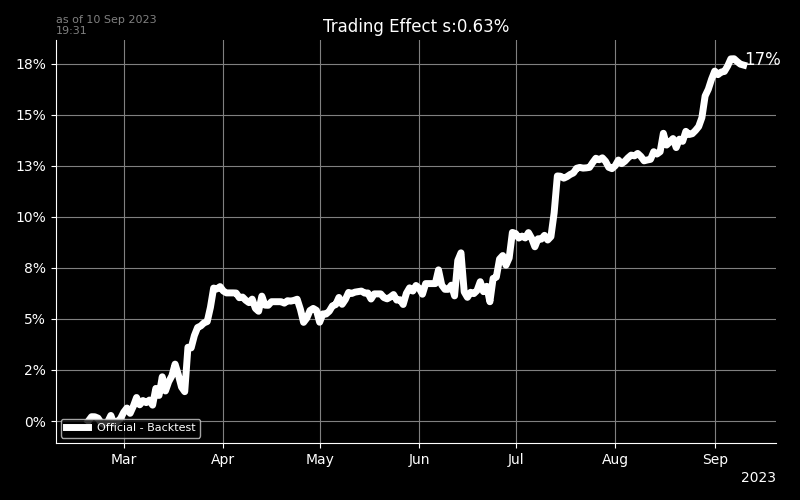 as of 10 Sep 2023
19:31
Trading Effect s:0.63%
17%
18%
15%
13%
10%
8%
5%
2%
0%
Official - Backtest
Mar Apr May Jun Jul Aug Sep
2023